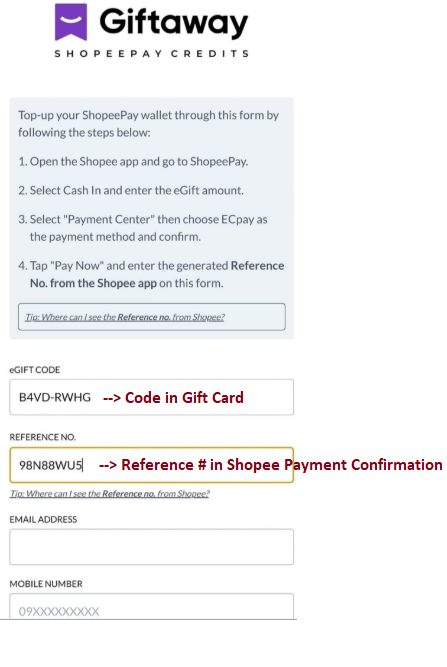 Giftaway
SHOPEEPAY CREDITS
Top-up your ShopeePay wallet through this form by
following the steps below:
1. Open the Shopee app and go to ShopeePay.
2. Select Cash In and enter the eGift amount.
3. Select "Payment Center" then choose ECpay as
the payment method and confirm.
4. Tap "Pay Now" and enter the generated Reference
No. from the Shopee app on this form.
Tip: Where can I see the Reference no. from Shopee?
eGIFT CODE
B4VD-RWHG --> Code in Gift Card
REFERENCE NO.
98N88WU5 --> Reference # in Shopee Payment Confirmation
Tip: Where can I see the Reference no. from Shopee?
EMAIL ADDRESS
MOBILE NUMBER
09XXXXXXXXX